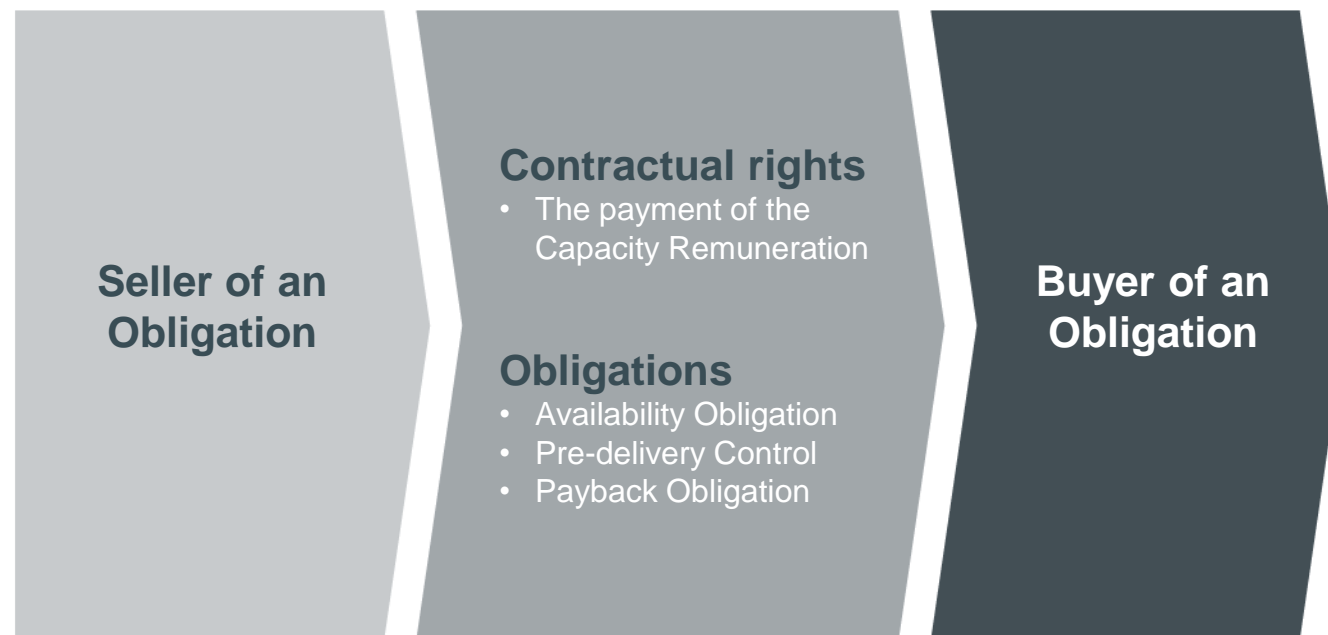 Seller of an
Obligation
Contractual rights
• The payment of the
Capacity Remuneration
Obligations
• Availability Obligation
• Pre-delivery Control
• Payback Obligation
Buyer of an
Obligation